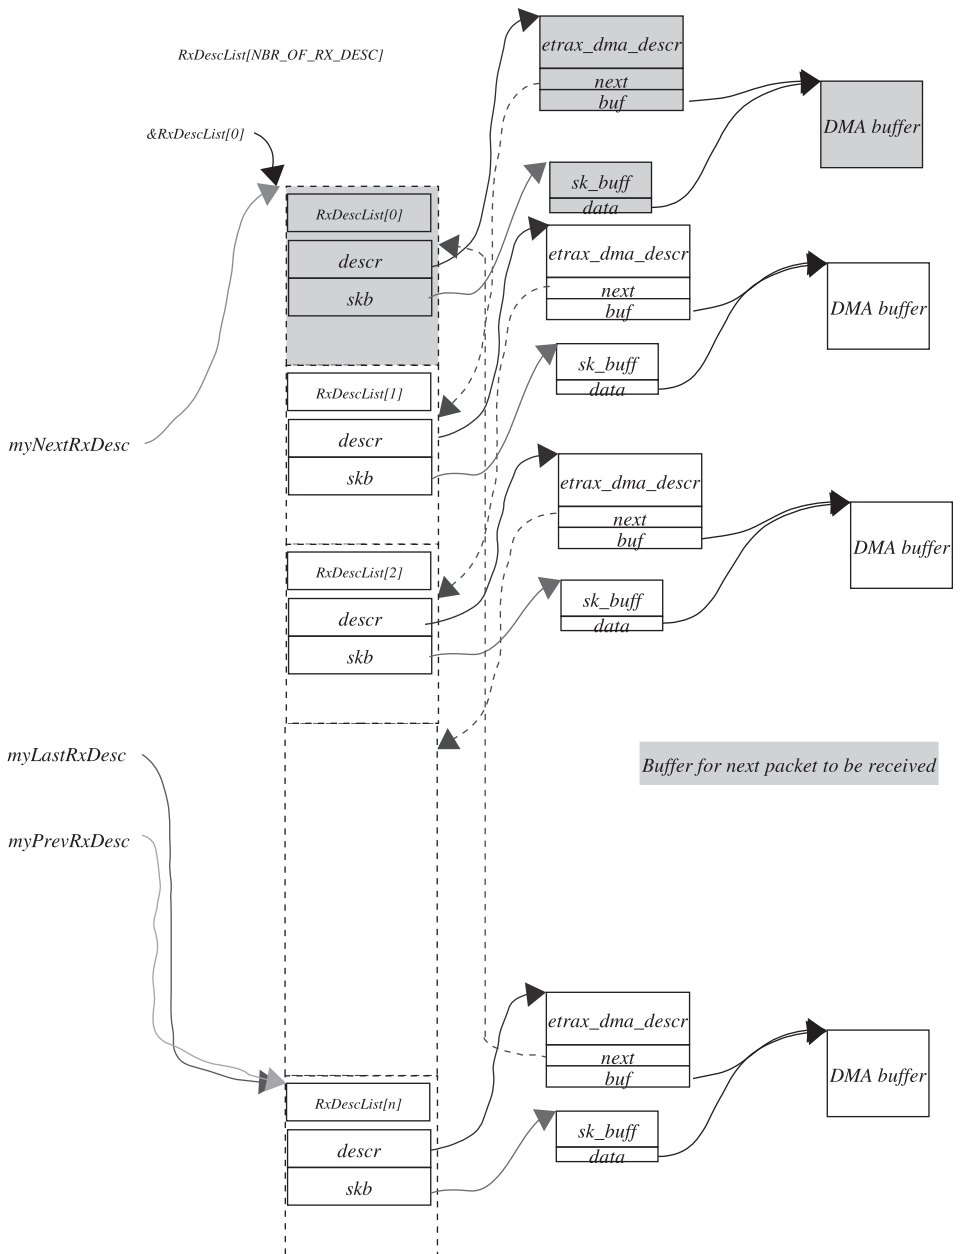 RxDescList[NBR_OF_RX_DESC]
&RxDescList[0]
etrax_dma_descr
next
buf
DMA buffer
sk_buff
data
RxDescList[0]
descr
skb
etrax_dma_descr
next
buf
DMA buffer
sk_buff
data
RxDescList[1]
descr
skb
myNextRxDesc
etrax_dma_descr
next
buf
DMA buffer
sk_buff
data
RxDescList[2]
descr
skb
myLastRxDesc
Buffer for next packet to be received
myPrevRxDesc
etrax_dma_descr
next
buf
DMA buffer
sk_buff
data
RxDescList[n]
descr
skb